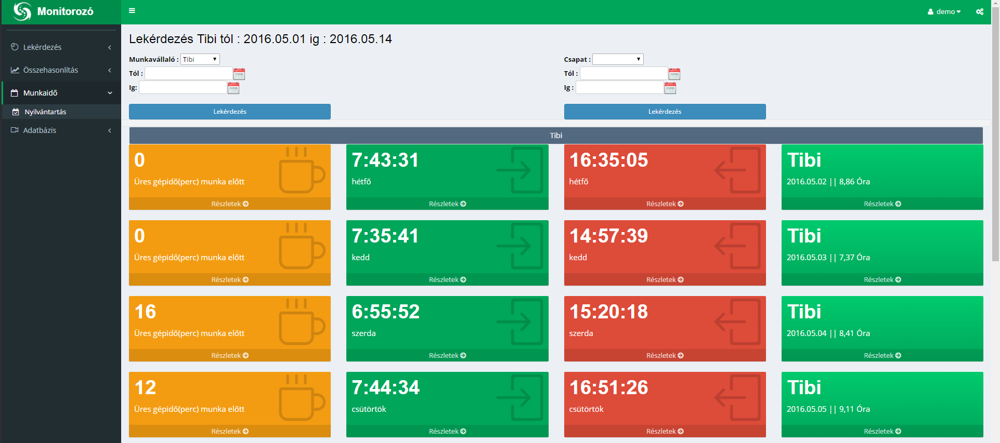 Monitorozó
demo
Lekérdezés
Összehasonlítás
Munkaidő
Nyilvántartás
Adatbázis
Lekérdezés Tibi tól : 2016.05.01 ig : 2016.05.14
Munkavállaló : Tibi
Tól :
Ig:
Lekérdezés
Csapat :
Tól :
Ig :
Lekérdezés
Tibi
0
Üres gépidő(perc) munka előtt
Részletek
7:43:31
hétfő
Részletek
16:35:05
hétfő
Részletek
Tibi
2016.05.02 || 8,86 Óra
Részletek
0
Üres gépidő(perc) munka előtt
Részletek
7:35:41
kedd
Részletek
14:57:39
kedd
Részletek
Tibi
2016.05.03 || 7,37 Óra
Részletek
16
Üres gépidő(perc) munka előtt
Részletek
6:55:52
szerda
Részletek
15:20:18
szerda
Részletek
Tibi
2016.05.04 || 8,41 Óra
Részletek
12
Üres gépidő(perc) munka előtt
Részletek
7:44:34
csütörtök
Részletek
16:51:26
csütörtök
Részletek
Tibi
2016.05.05 || 9,11 Óra
Részletek